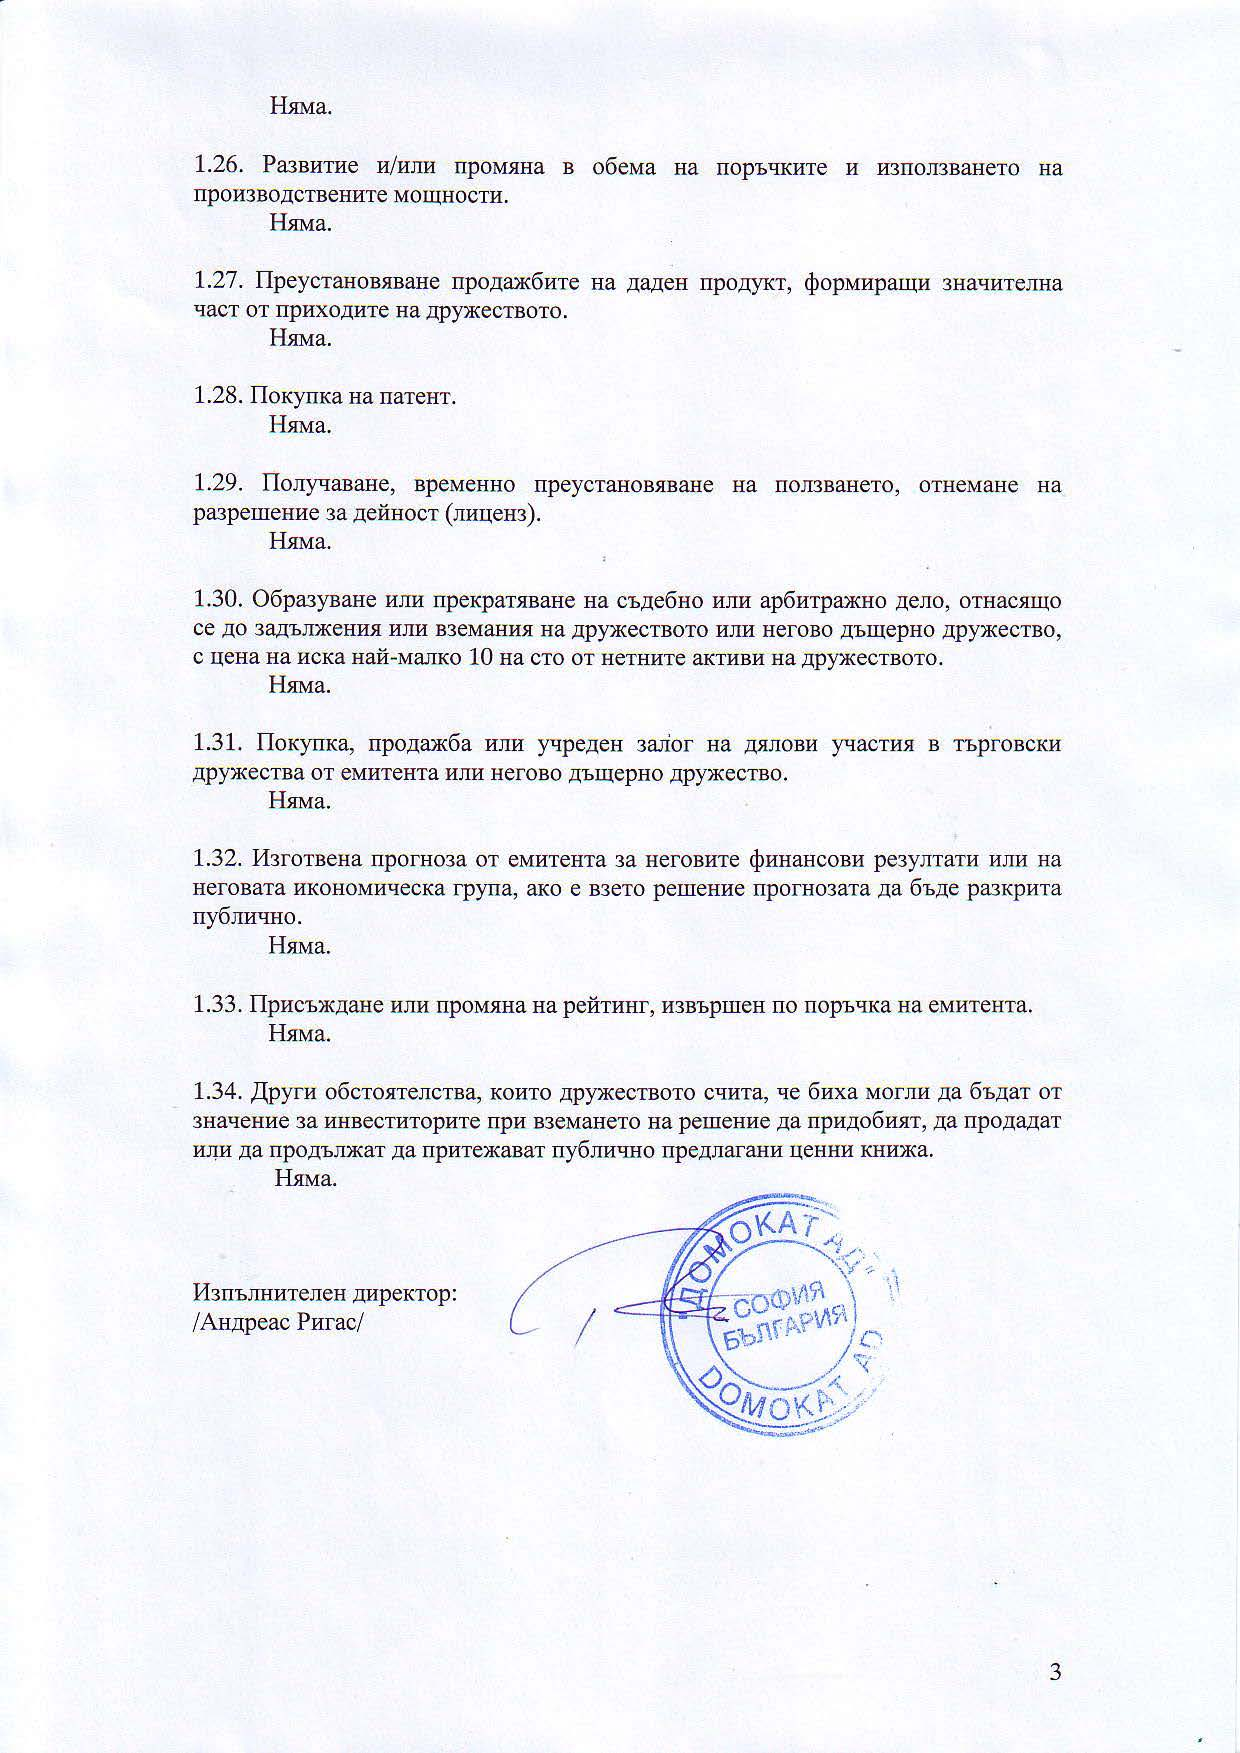 Няма.
1.26. Развитие и/или промяна в обема на поръчките и използването на
производствените мощности.
Няма.
1.27. Преустановяване продажбите на даден продукт, формиращи значителна
част от приходите на дружеството.
Няма.
1.28. Покупка на патент.
Няма.
1.29. Получаване, временно преустановяване на ползването, отнемане на
разрешение за дейност (лиценз).
Няма.
1.30. Образуване или прекратяване на съдебно или арбитражно дело, отнасящо
се до задължения или вземания на дружеството или негово дъщерно дружество,
с цена на иска най-малко 10 на сто от нетните активи на дружеството.
Няма.
1.31. Покупка, продажба или учреден залог на дялови участия в търговски
дружества от емитента или негово дъщерно дружество.
Няма.
1.32. Изготвена прогноза от емитента за неговите финансови резултати или на
неговата икономическа група, ако е взето решение прогнозата да бъде разкрита
публично.
Няма.
1.33. Присъждане или промяна на рейтинг, извършен по поръчка на емитента.
Няма.
1.34. Други обстоятелства, които дружеството счита, че биха могли да бъдат от
значение за инвеститорите при вземането на решение да придобият, да продадат
или да продължат да притежават публично предлагани ценни книжа.
Няма.
Изпълнителен директор:
/Андреас Ригас/
"ДОМОКАТ АД"
СОФИЯ
БЪЛГАРИЯ
DOMOKAT AD
3